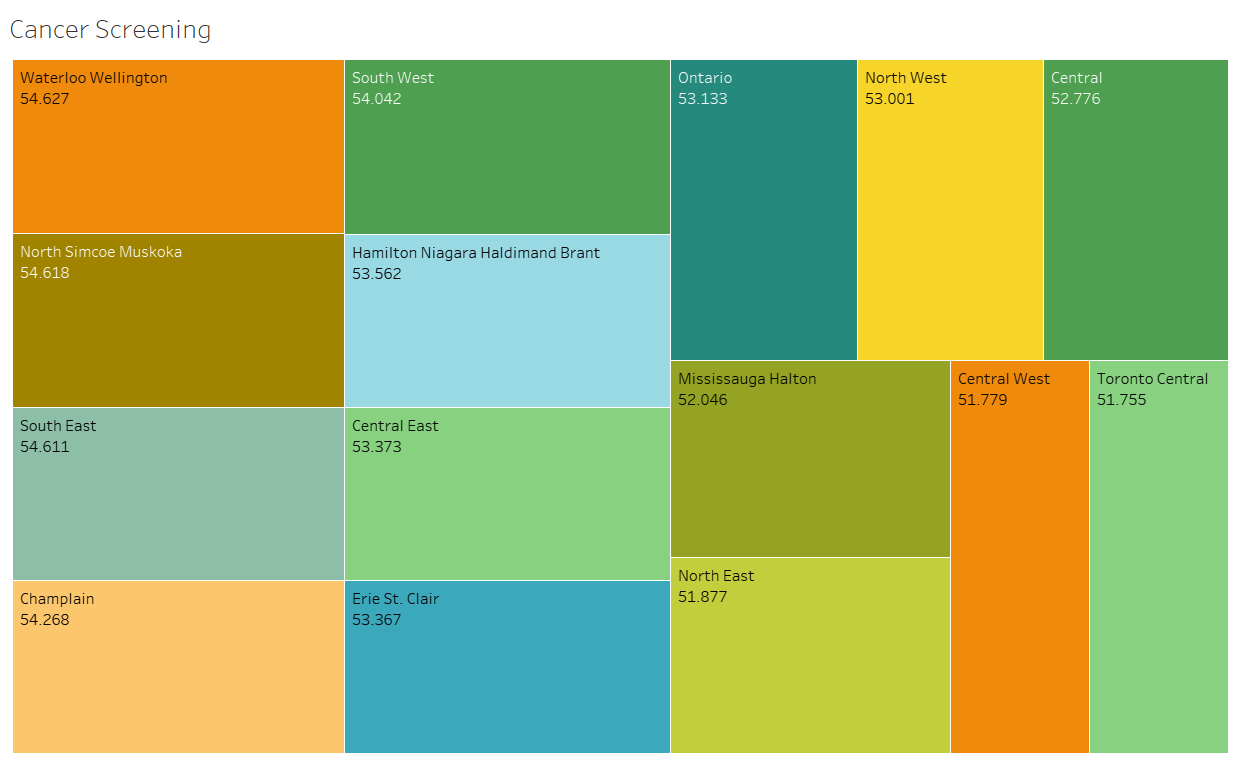 Cancer Screening
Waterloo Wellington
54.627
North Simcoe Muskoka
54.618
South East
54.611
Champlain
54.268
South West
54.042
Hamilton Niagara Haldimand Brant
53.562
Central East
53.373
Erie St. Clair
53.367
Ontario
53.133
North West
53.001
Central
52.776
Mississauga Halton
52.046
North East
51.877
Central West
51.779
Toronto Central
51.755